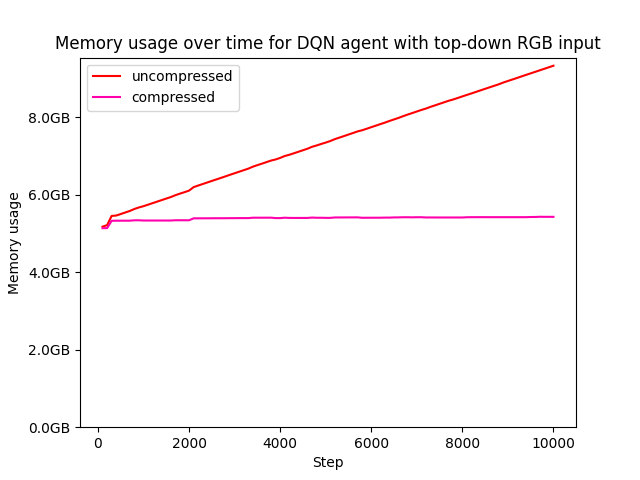 Memory usage over time for DQN agent with top-down RGB input
uncompressed
compressed
8.0GB
6.0GB
4.0GB
2.0GB
0.0GB
Memory usage
0 2000 4000 6000 8000 10000
Step